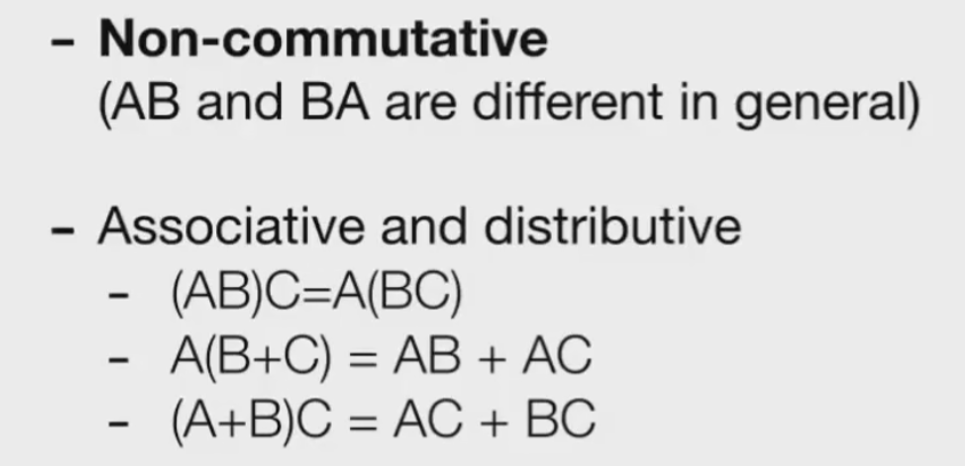 - Non-commutative
(AB and BA are different in general)
- Associative and distributive
- (AB)C=A(BC)
- A(B+C) = AB + AC
- (A+B)C = AC + BC